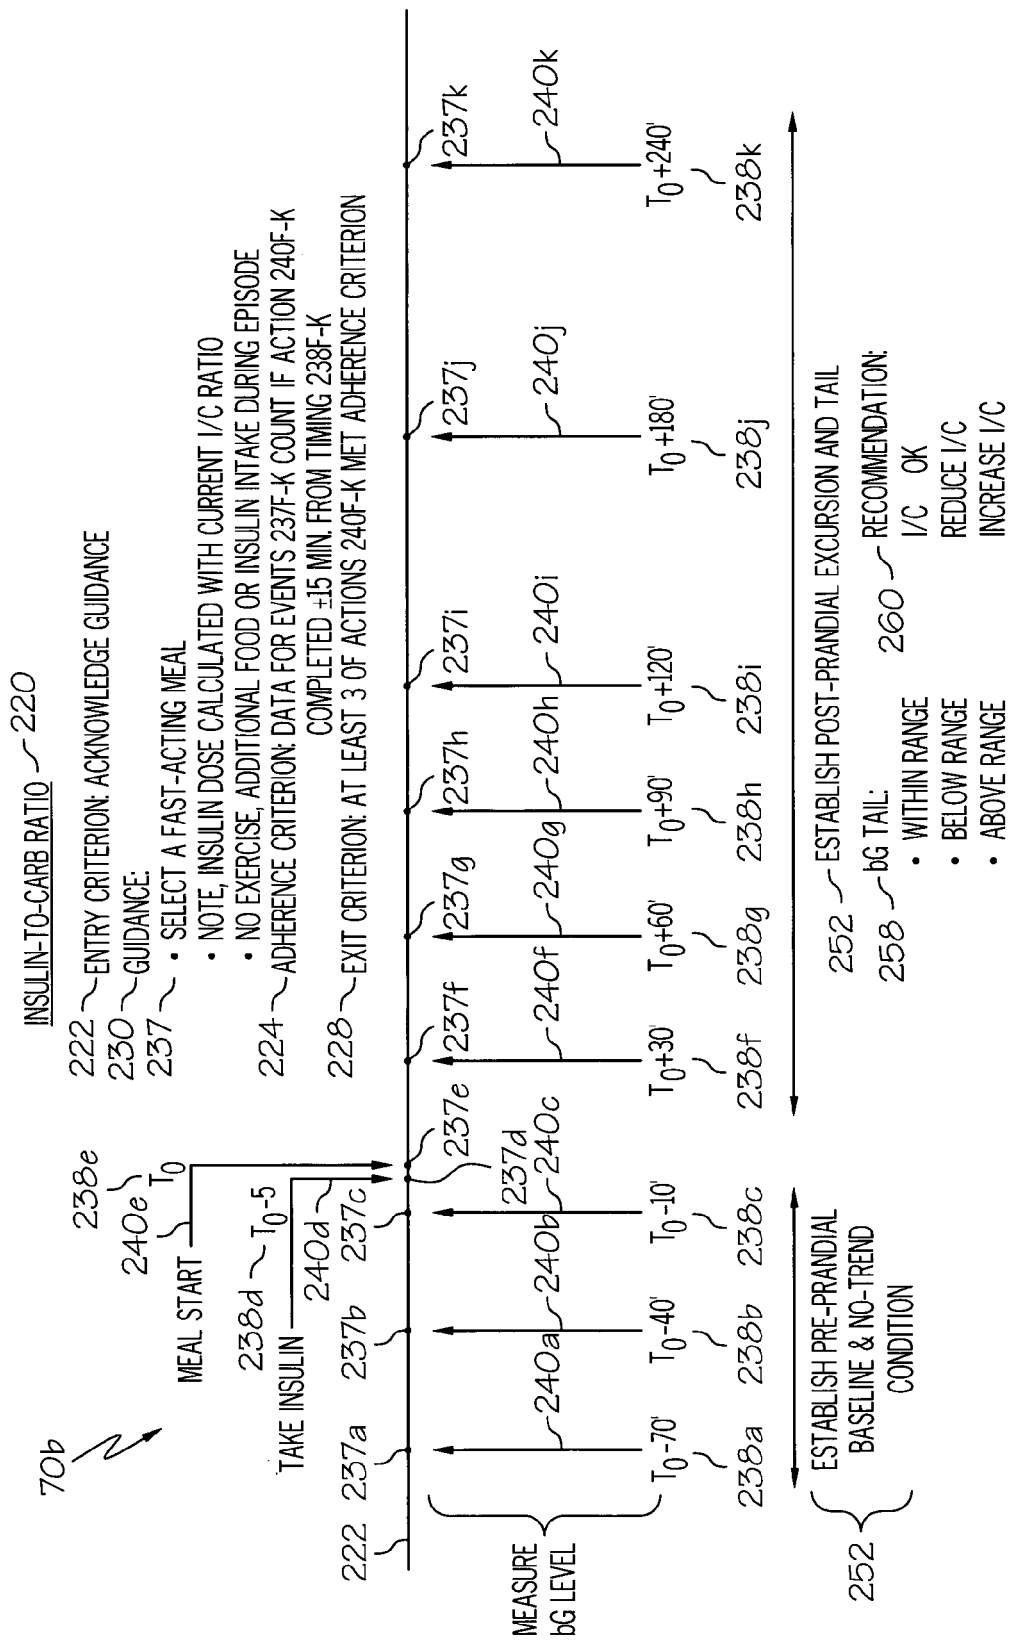 INSULIN-TO-CARB RATIO 220
222 ENTRY CRITERION: ACKNOWLEDGE GUIDANCE
230 GUIDANCE:
237 • SELECT A FAST-ACTING MEAL
• NOTE, INSULIN DOSE CALCULATED WITH CURRENT I/C RATIO
• NO EXERCISE, ADDITIONAL FOOD OR INSULIN INTAKE DURING EPISODE
224 ADHERENCE CRITERION: DATA FOR EVENTS 237F-K COUNT IF ACTION 240F-K
COMPLETED ±15 MIN. FROM TIMING 238F-K
228 EXIT CRITERION: AT LEAST 3 OF ACTIONS 240F-K MET ADHERENCE CRITERION
70b
238e
240e T0
MEAL START
238d T0-5
TAKE INSULIN
240d
222 237a 237b 237c 237d 237e 237f 237g 237h 237i 237j 237k
MEASURE
bG LEVEL
240a 240b 240c 240f 240g 240h 240i 240j 240k
T0-70' T0-40' T0-10' T0+30' T0+60' T0+90' T0+120' T0+180' T0+240'
238a 238b 238c 238f 238g 238h 238i 238j 238k
252
ESTABLISH PRE-PRANDIAL
BASELINE & NO-TREND
CONDITION
252 ESTABLISH POST-PRANDIAL EXCURSION AND TAIL
258 bG TAIL: 260 RECOMMENDATION:
• WITHIN RANGE I/C OK
• BELOW RANGE REDUCE I/C
• ABOVE RANGE INCREASE I/C